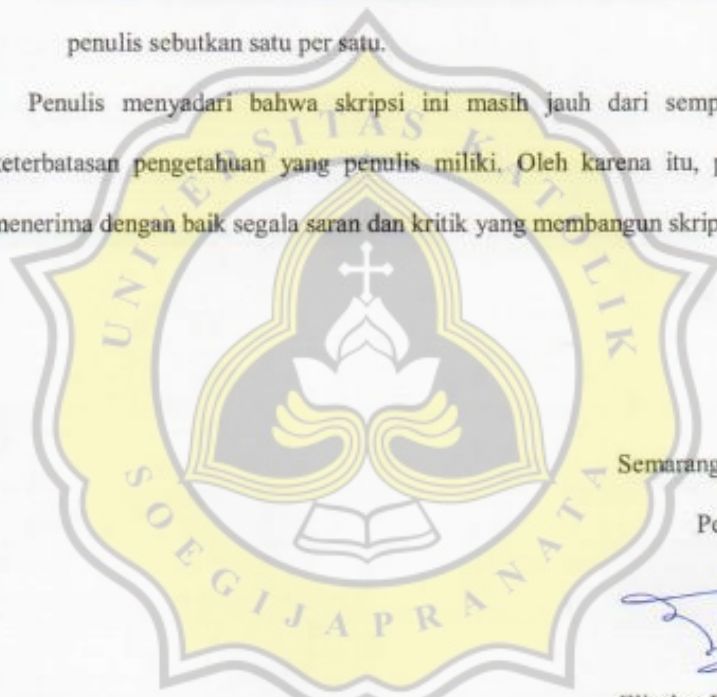 penulis sebutkan satu per satu.
Penulis menyadari bahwa skripsi ini masih jauh dari semp
keterbatasan pengetahuan yang penulis miliki. Oleh karena itu, p
menerima dengan baik segala saran dan kritik yang membangun skrip
UNIVERSITAS KATOLIK
SOEGIJAPRANATA
Semarang
Pe